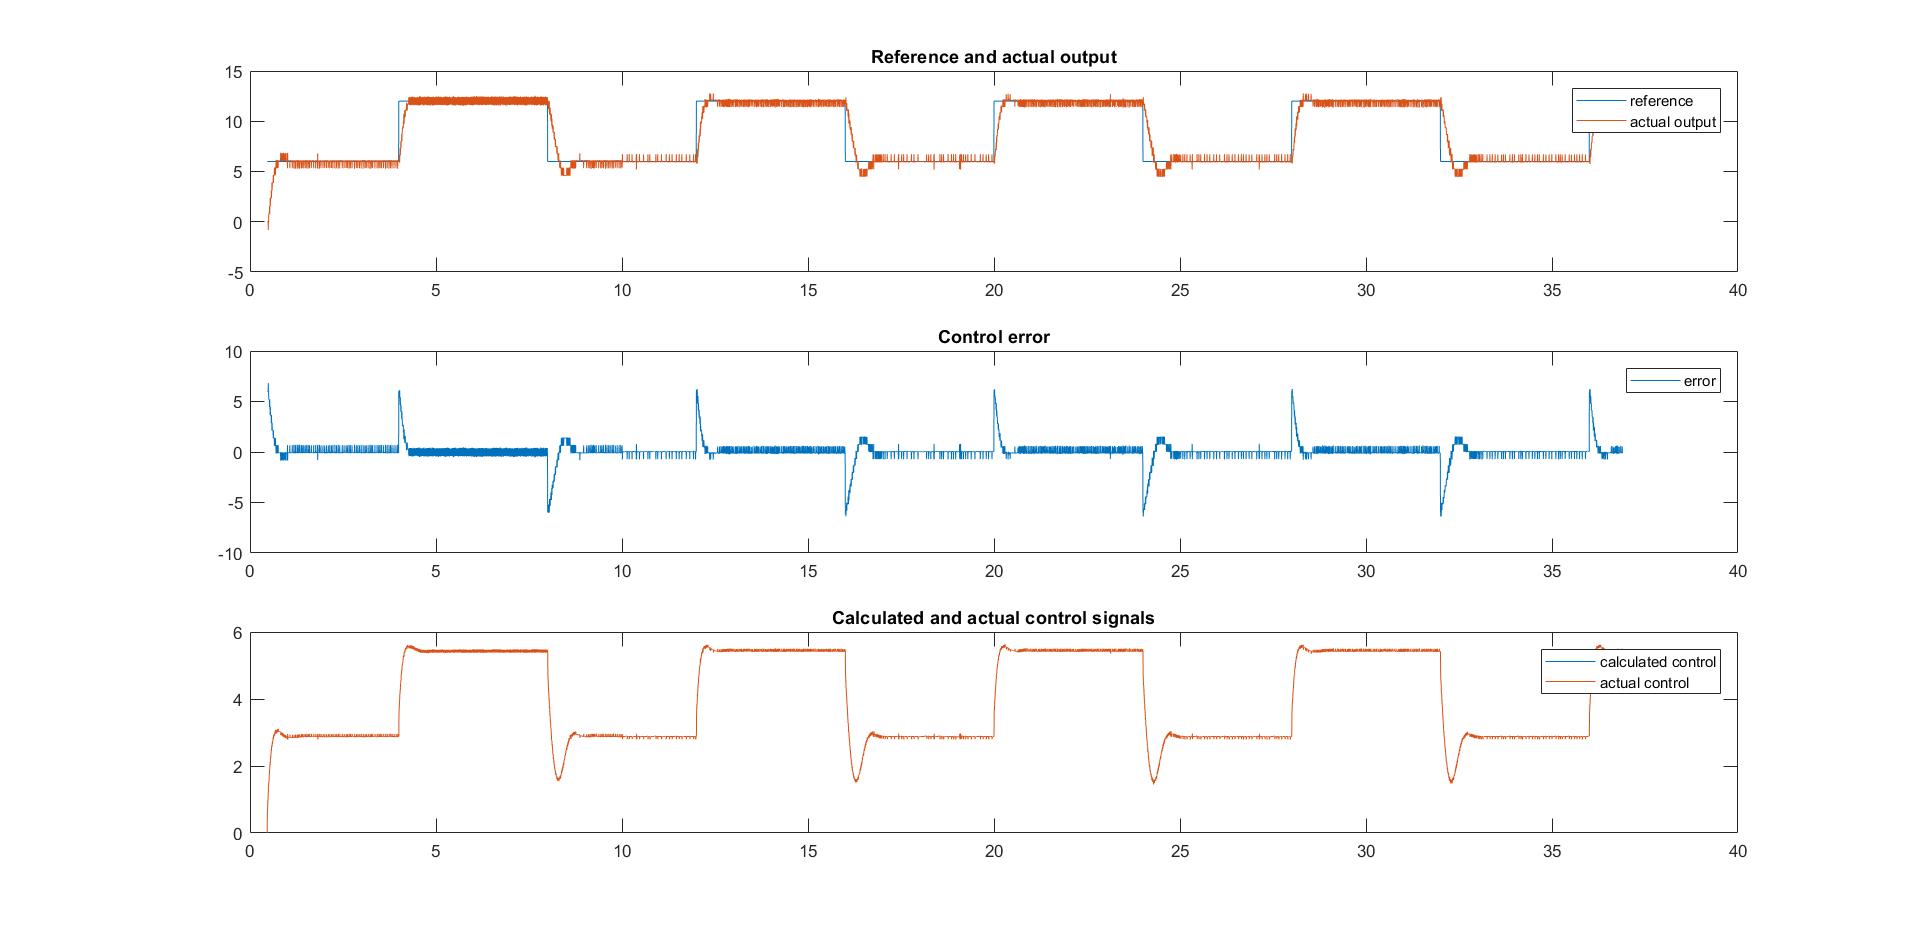 Reference and actual output
15
10
5
0
-5
reference
actual output
0 5 10 15 20 25 30 35 40
Control error
10
5
0
-5
-10
error
0 5 10 15 20 25 30 35 40
Calculated and actual control signals
6
4
2
0
calculated control
actual control
0 5 10 15 20 25 30 35 40